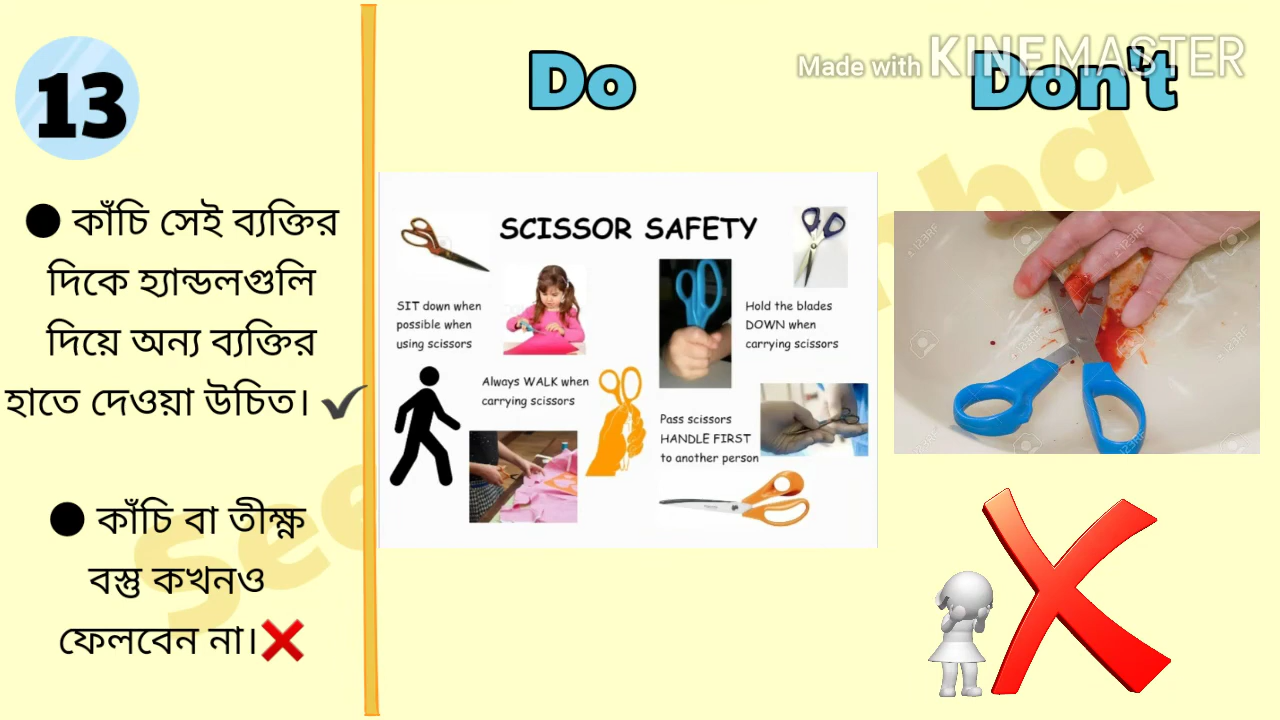 13
● কাঁচি সেই ব্যক্তির
দিকে হ্যান্ডলগুলি
দিয়ে অন্য ব্যক্তির
হাতে দেওয়া উচিত। ✔
● কাঁচি বা তীক্ষ্ণ
বস্তু কখনও
ফেলবেন না।❌
Do
SCISSOR SAFETY
SIT down when
possible when
using scissors
Hold the blades
DOWN when
carrying scissors
Always WALK when
carrying scissors
Pass scissors
HANDLE FIRST
to another person
Made with KINEMASTER
Don't
123RF